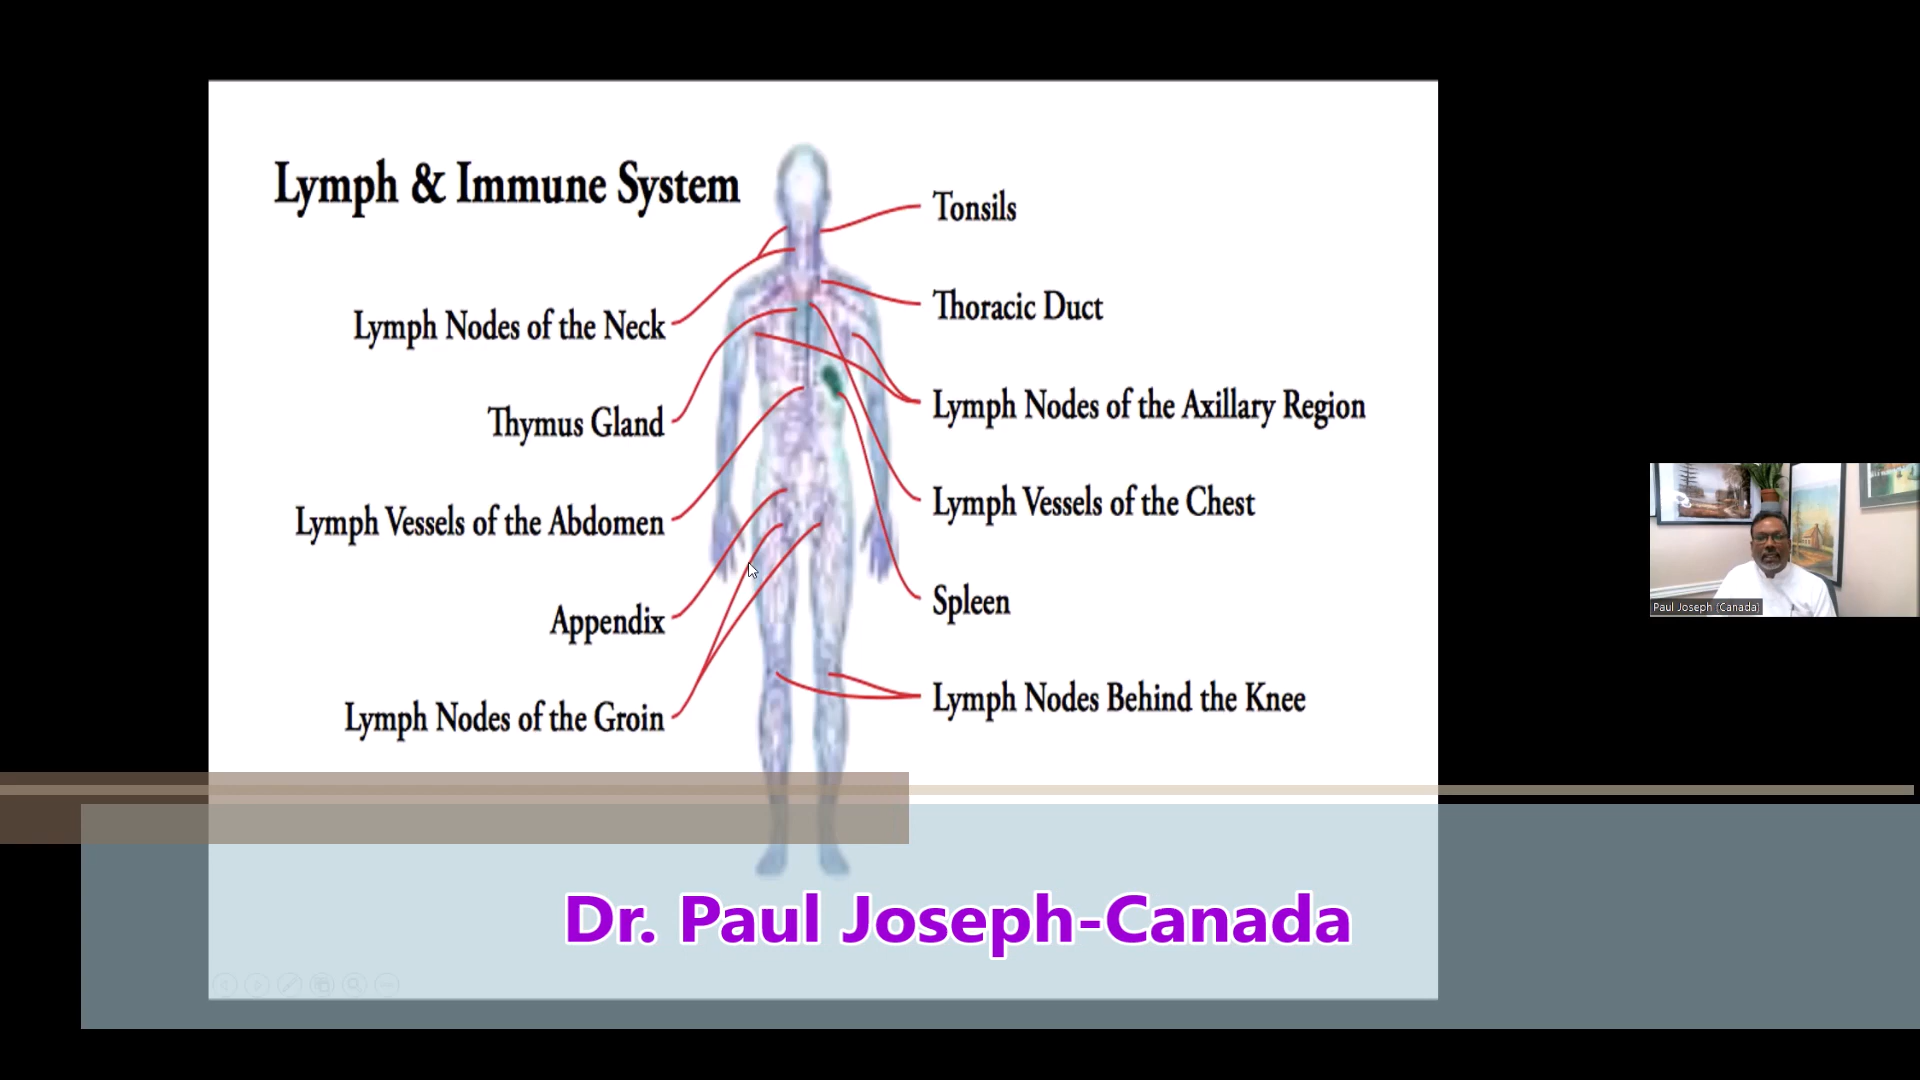 Lymph & Immune System
Tonsils
Thoracic Duct
Lymph Nodes of the Neck
Lymph Nodes of the Axillary Region
Thymus Gland
Lymph Vessels of the Chest
Lymph Vessels of the Abdomen
Spleen
Appendix
Lymph Nodes Behind the Knee
Lymph Nodes of the Groin
Paul Joseph (Canada)
Dr. Paul Joseph-Canada